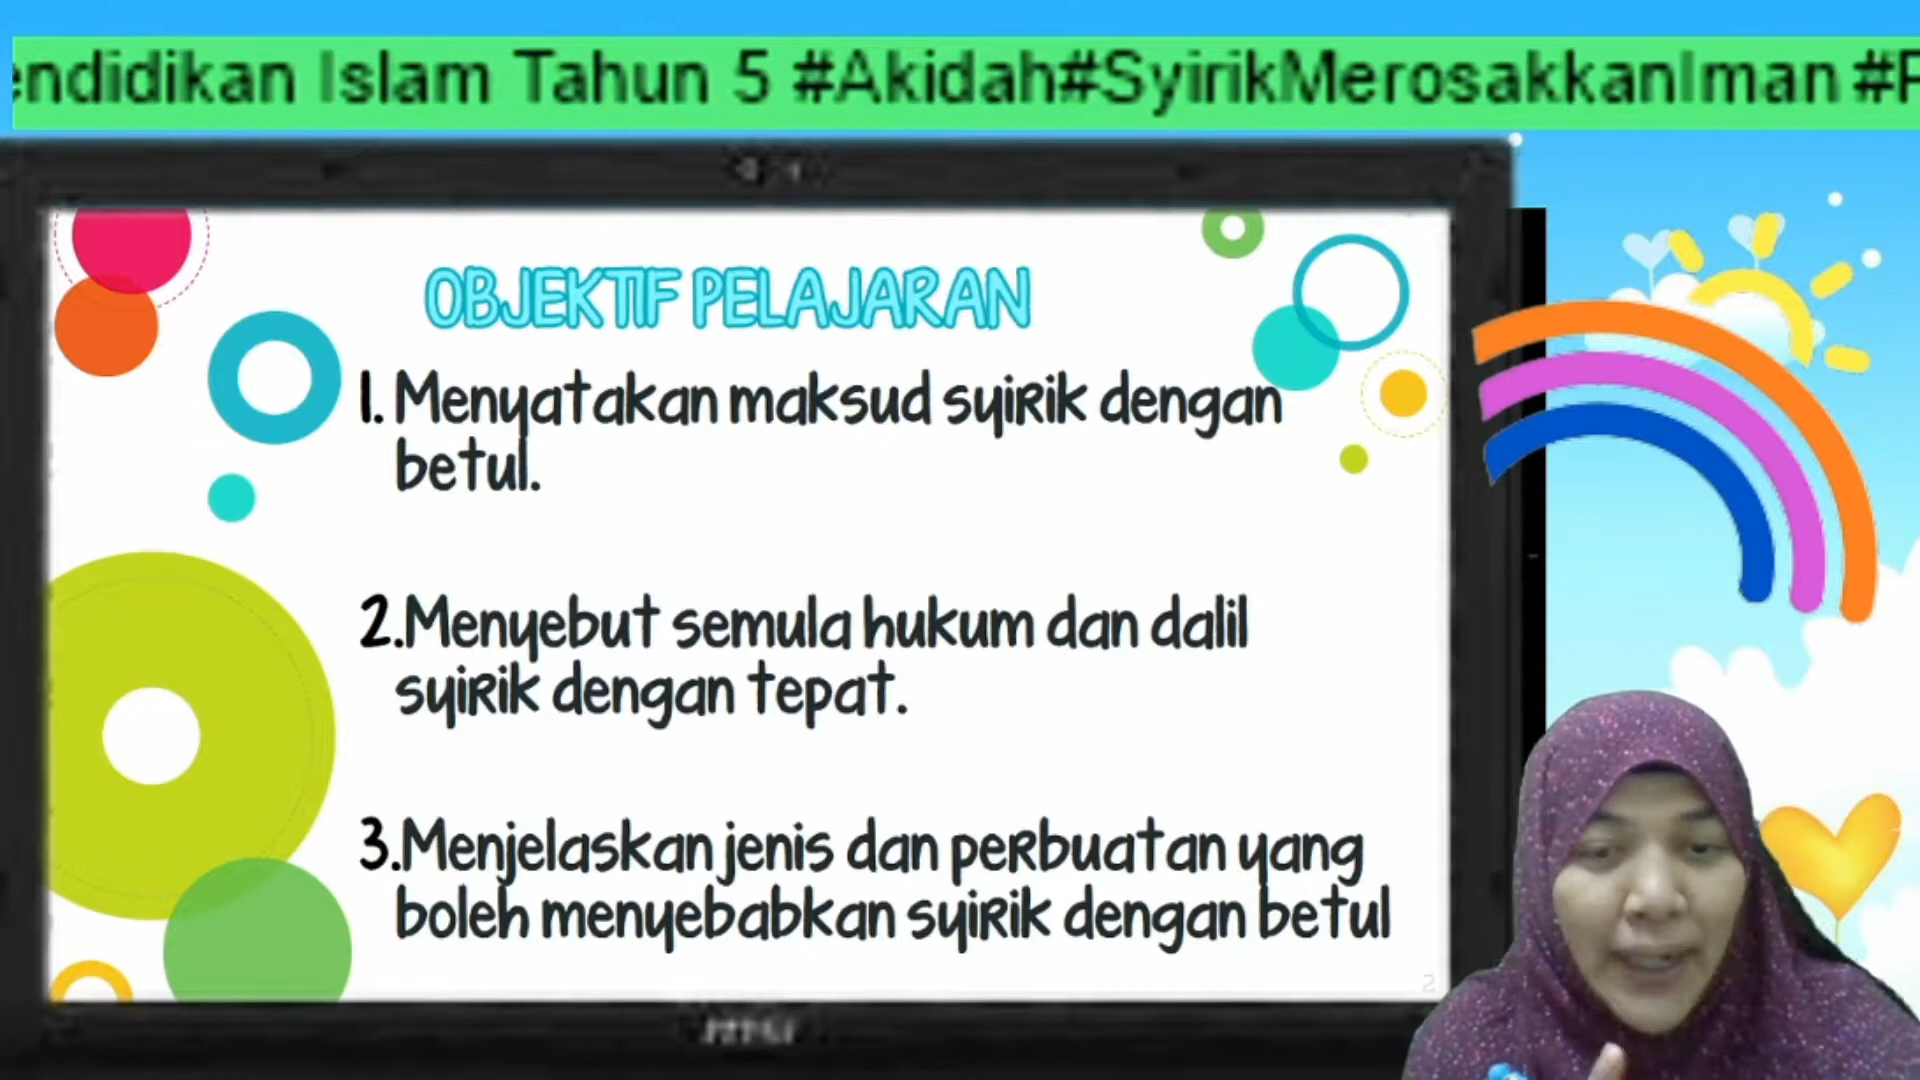 endidikan Islam Tahun 5 #Akidah#SyirikMerosakkanIman #P
OBJEKTIF PELAJARAN
1. Menyatakan maksud syirik dengan
betul.
2.Menyebut semula hukum dan dalil
syirik dengan tepat.
3.Menjelaskan jenis dan perbuatan yang
boleh menyebabkan syirik dengan betul
2